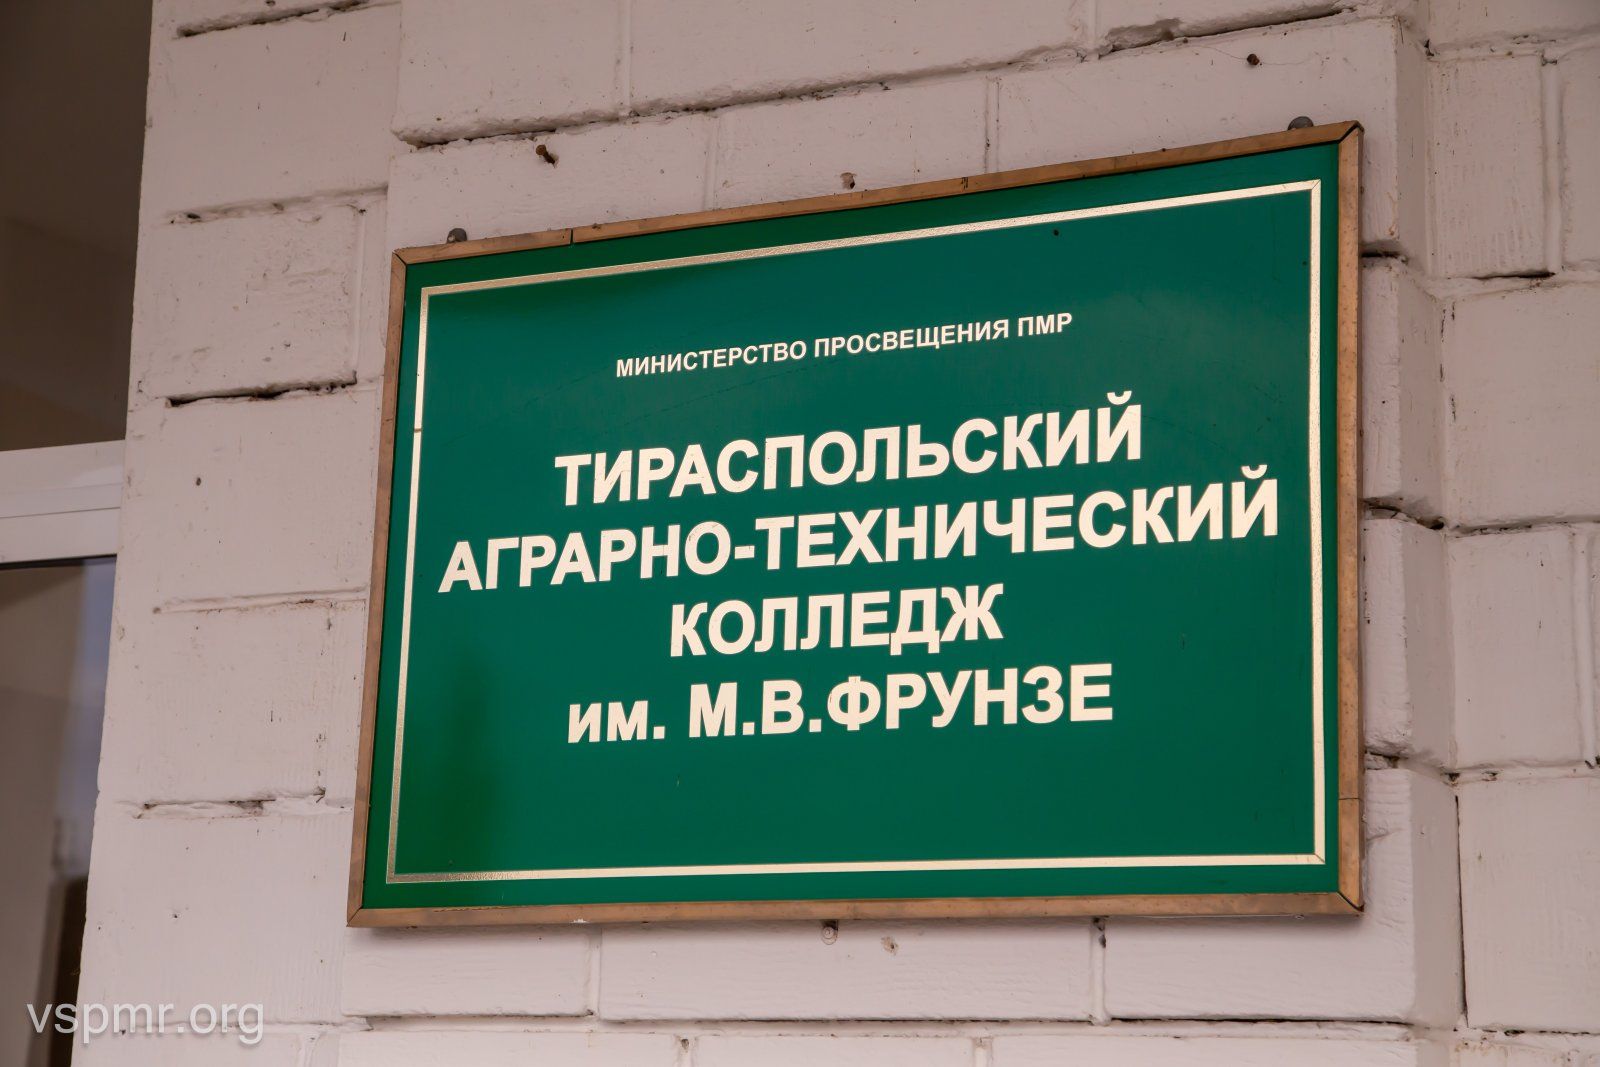 МИНИСТЕРСТВО ПРОСВЕЩЕНИЯ ПМР
ТИРАСПОЛЬСКИЙ
АГРАРНО-ТЕХНИЧЕСКИЙ
КОЛЛЕДЖ
им. М.В.ФРУНЗЕ
vspmr.org